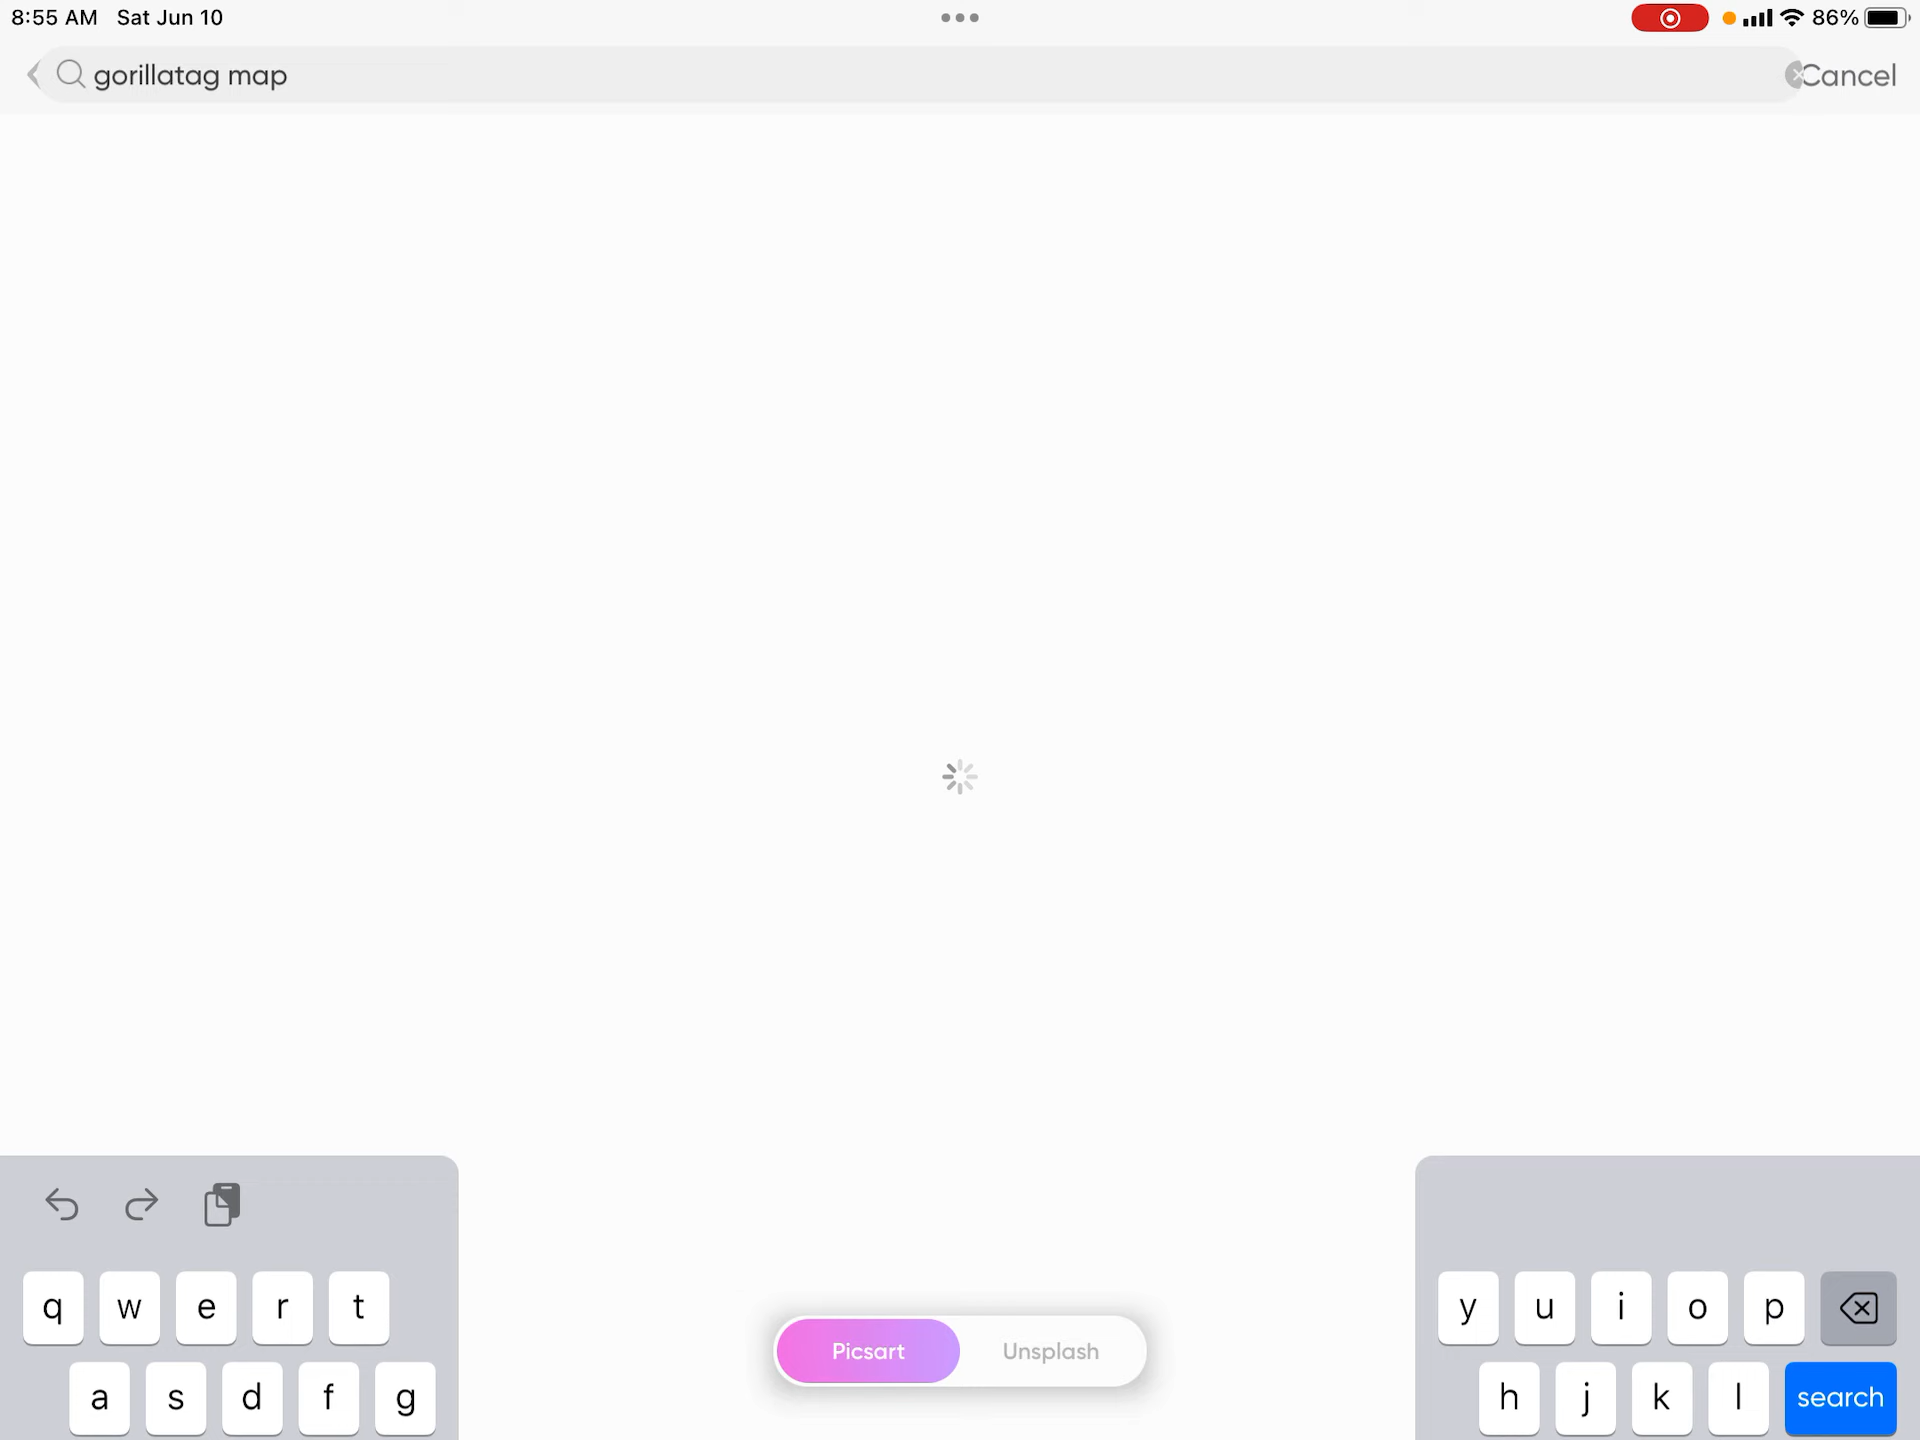 8:55 AM Sat Jun 10
86%
gorillatag map
Cancel
q w e r t
y u i o p
Picsart Unsplash
a s d f g
h j k l search